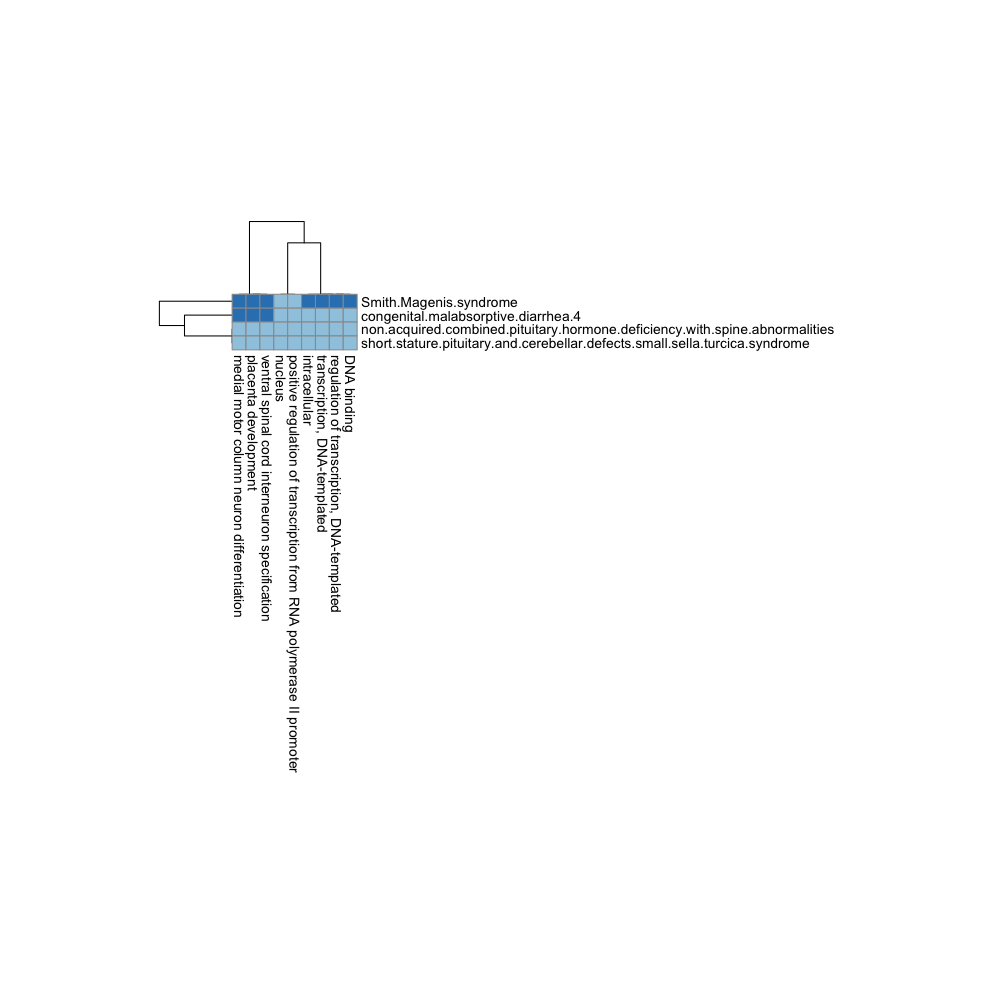 Smith.Magenis.syndrome
congenital.malabsorptive.diarrhea.4
non.acquired.combined.pituitary.hormone.deficiency.with.spine.abnormalities
short.stature.pituitary.and.cerebellar.defects.small.sella.turcica.syndrome
medial motor column neuron differentiation
placenta development
ventral spinal cord interneuron specification
nucleus
positive regulation of transcription from RNA polymerase II promoter
intracellular
transcription, DNA-templated
regulation of transcription, DNA-templated
DNA binding